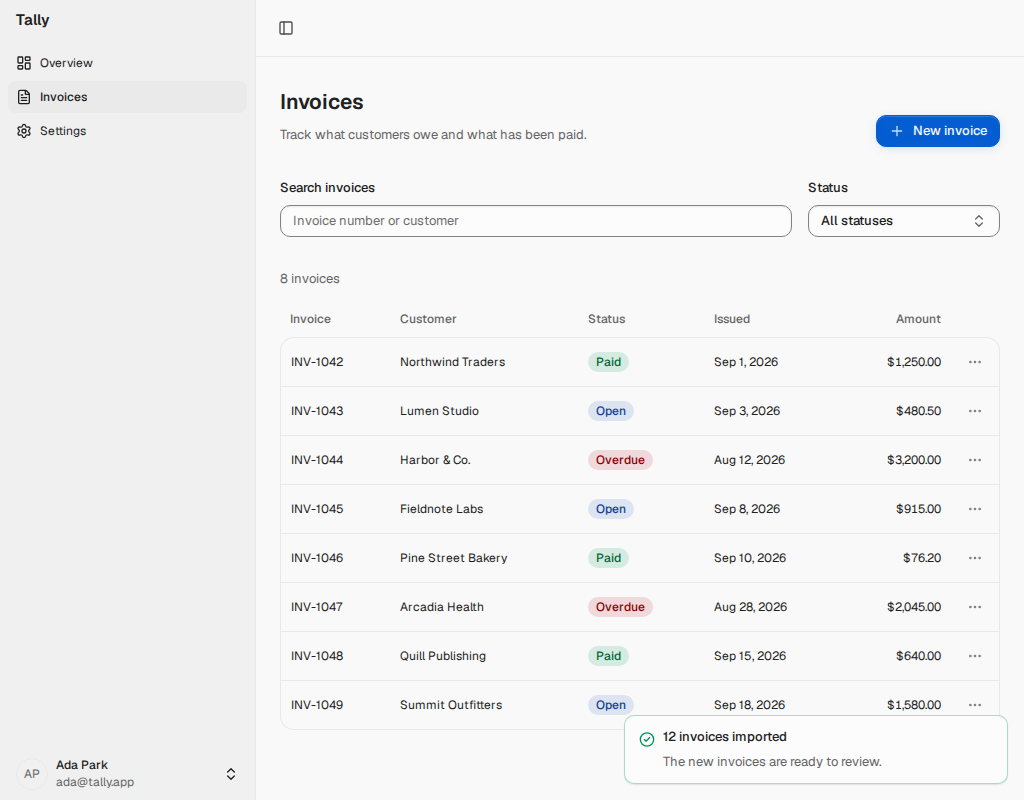 Tally
Overview
Invoices
Settings
Ada Park
AP
ada@tally.app
Invoices
Track what customers owe and what has been paid.
New invoice
Search invoices
Status
Invoice number or customer
All statuses
8 invoices
Invoice Customer Status Issued Amount
INV-1042 Northwind Traders Paid Sep 1, 2026 $1,250.00
INV-1043 Lumen Studio Open Sep 3, 2026 $480.50
INV-1044 Harbor & Co. Overdue Aug 12, 2026 $3,200.00
INV-1045 Fieldnote Labs Open Sep 8, 2026 $915.00
INV-1046 Pine Street Bakery Paid Sep 10, 2026 $76.20
INV-1047 Arcadia Health Overdue Aug 28, 2026 $2,045.00
INV-1048 Quill Publishing Paid Sep 15, 2026 $640.00
INV-1049 Summit Outfitters Open Sep 18, 2026 $1,580.00
12 invoices imported
The new invoices are ready to review.